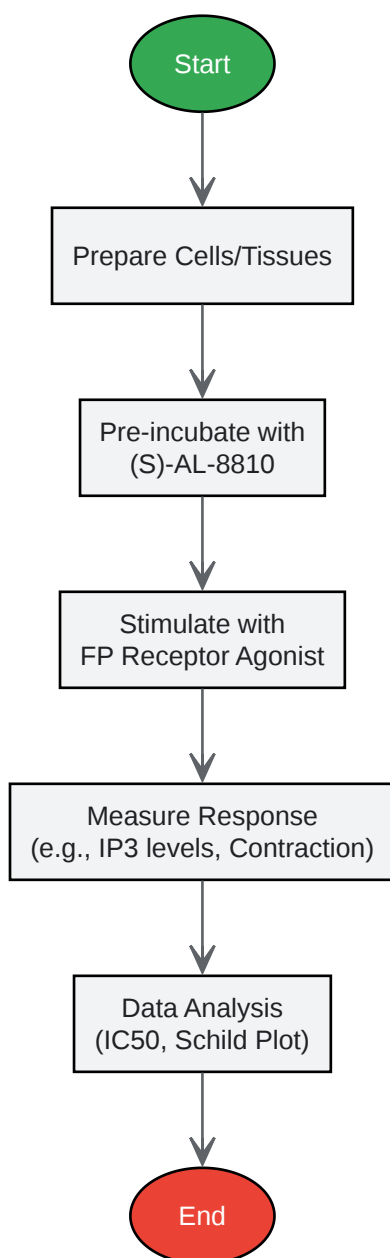 Start
Prepare Cells/Tissues
Pre-incubate with
(S)-AL-8810
Stimulate with
FP Receptor Agonist
Measure Response
(e.g., IP3 levels, Contraction)
Data Analysis
(IC50, Schild Plot)
End